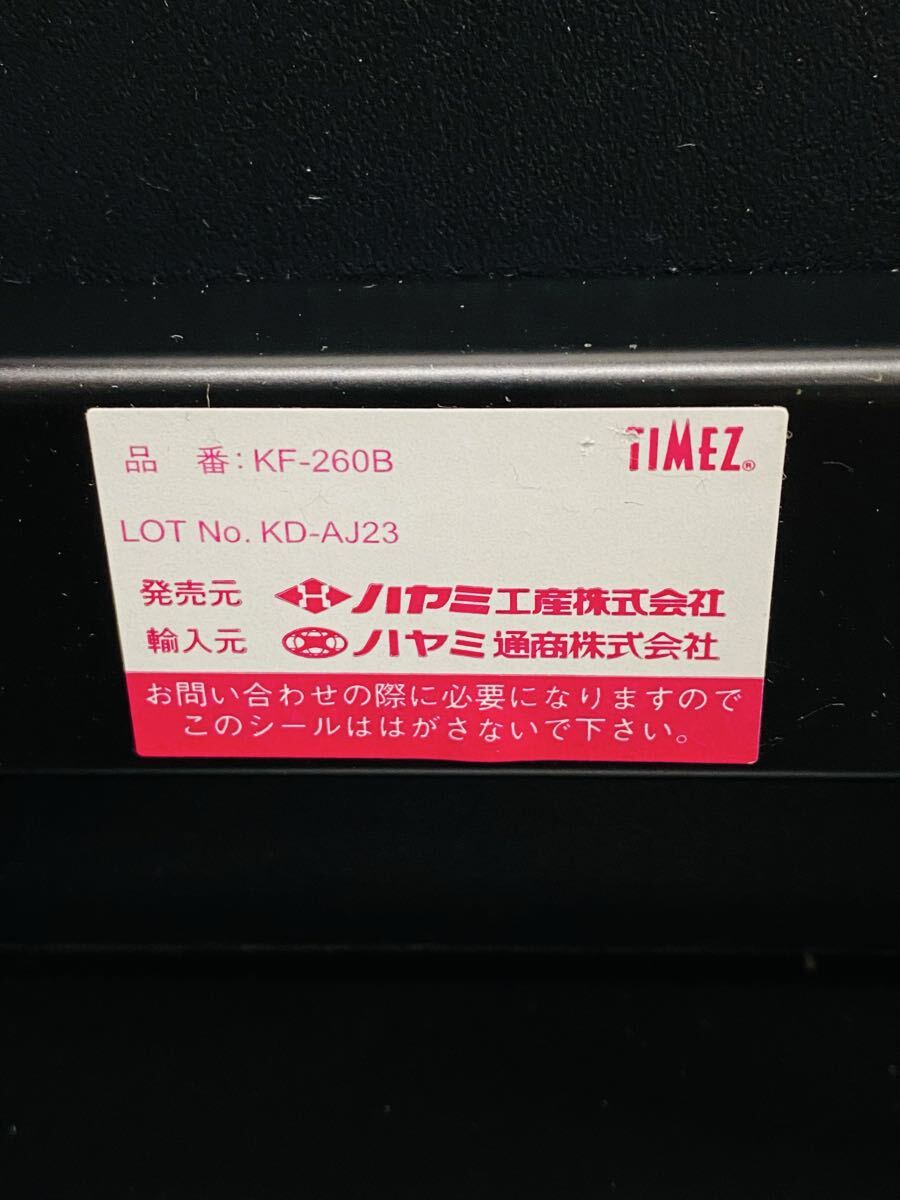 品　番: KF-260B
TIMEZ®
LOT No. KD-AJ23
発売元 H ハヤミ工産株式会社
輸入元 ハヤミ通商株式会社
お問い合わせの際に必要になりますので
このシールははがさないで下さい。